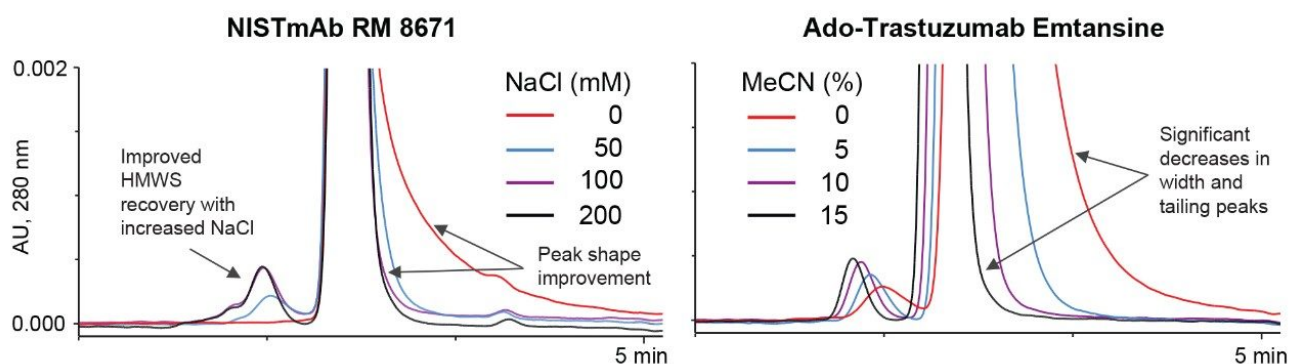 NISTmAb RM 8671
0.002
AU, 280 nm
0.000
Improved
HMWS
recovery with
increased NaCl
NaCl (mM)
0
50
100
200
Peak shape
improvement
5 min
Ado-Trastuzumab Emtansine
MeCN (%)
0
5
10
15
Significant
decreases in
width and
tailing peaks
5 min